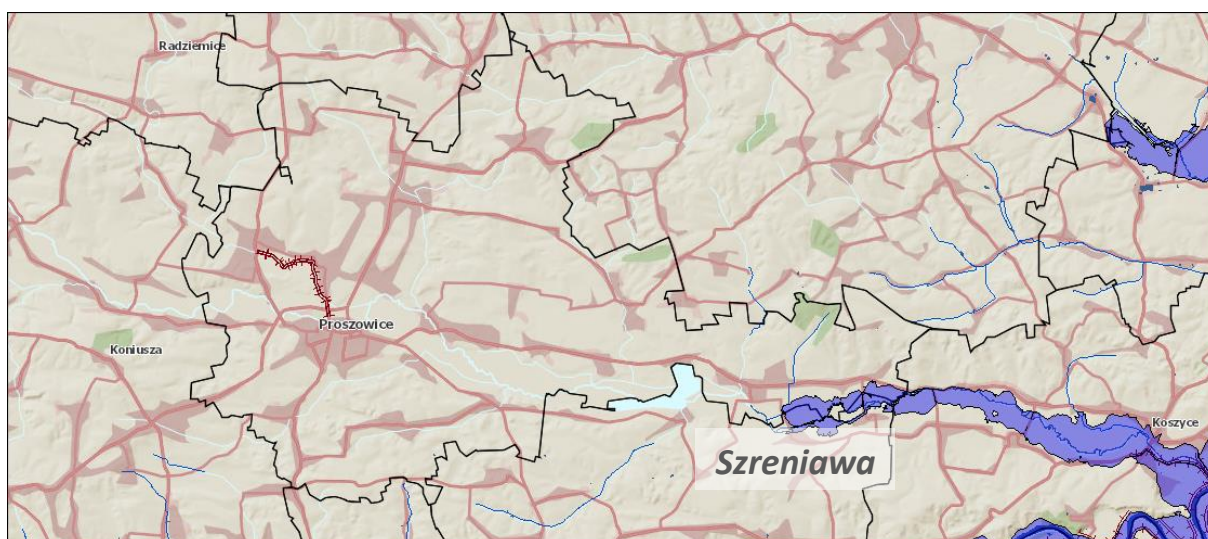 Radziemice
Proszowice
Koniusza
Koszyce
Szreniawa